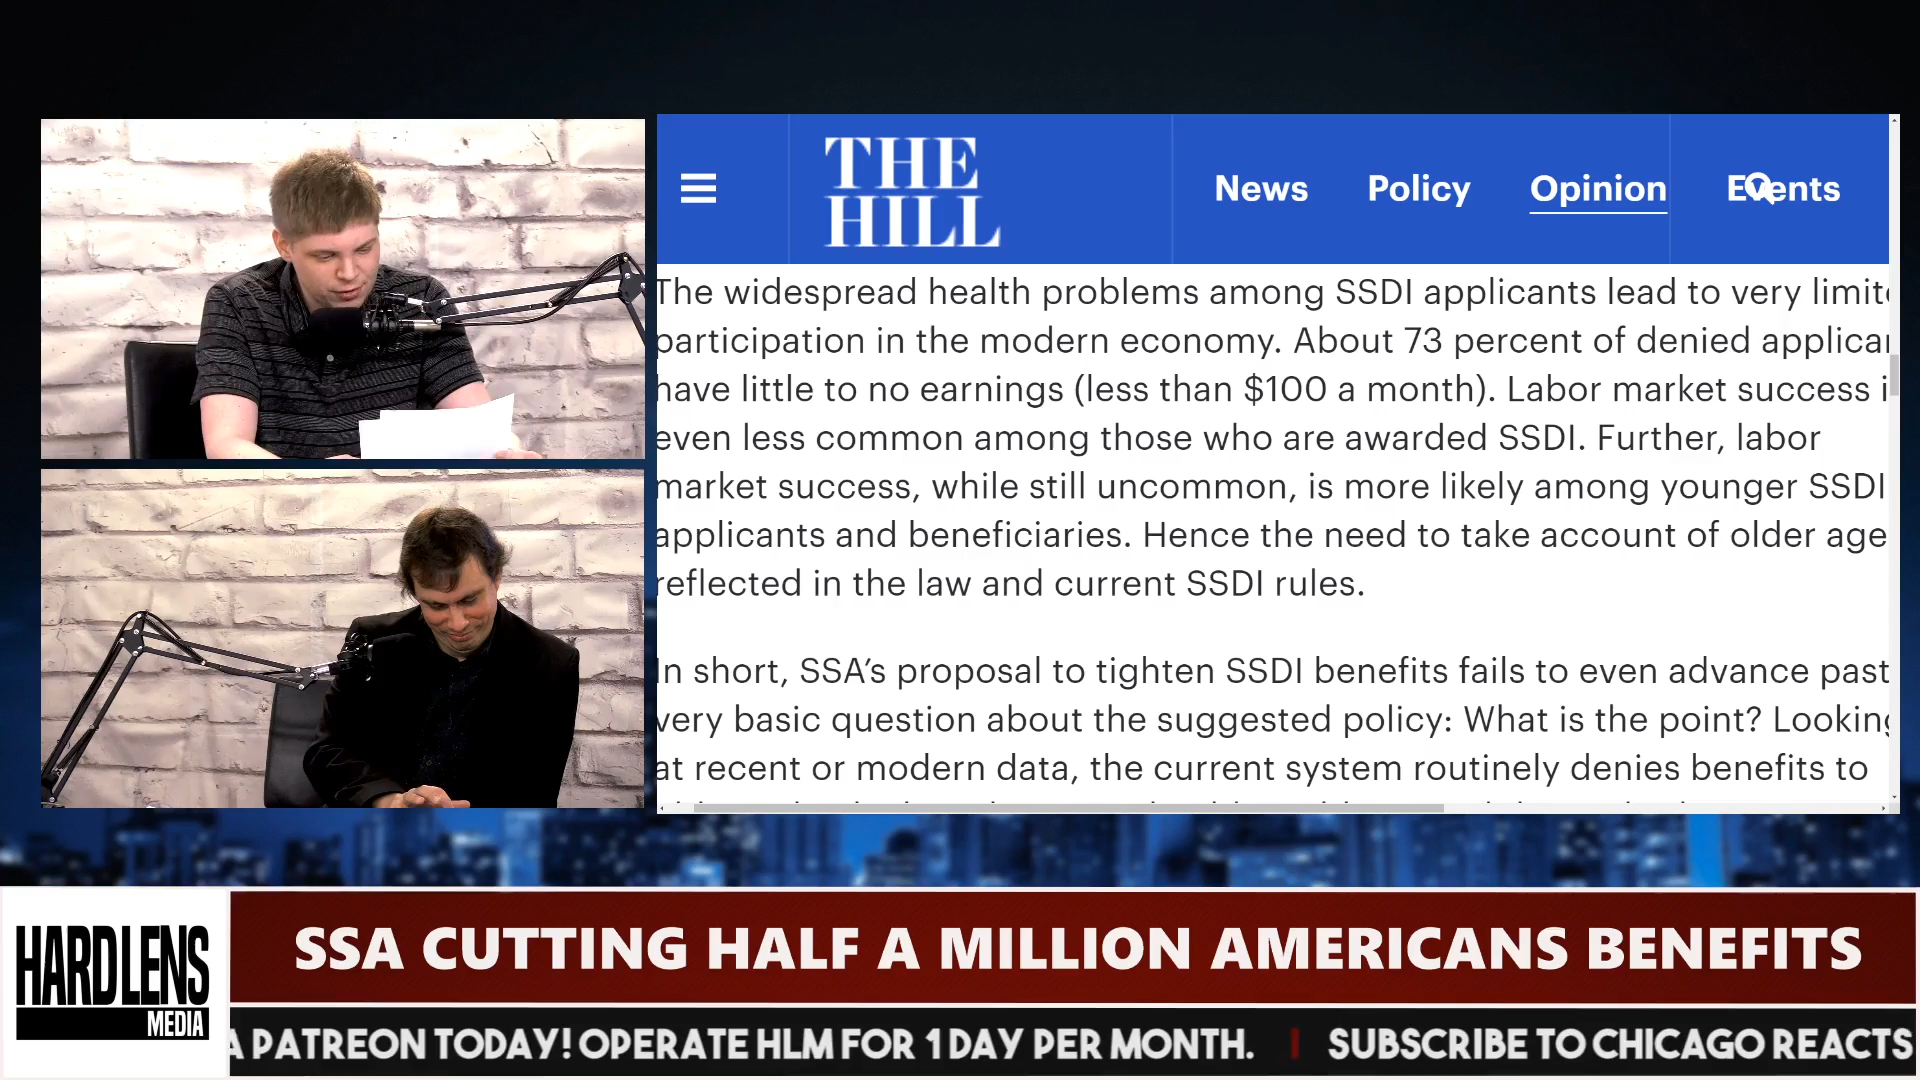 THE
HILL
News Policy Opinion Events
The widespread health problems among SSDI applicants lead to very limit
participation in the modern economy. About 73 percent of denied applica
have little to no earnings (less than $100 a month). Labor market success i
even less common among those who are awarded SSDI. Further, labor
market success, while still uncommon, is more likely among younger SSDI
applicants and beneficiaries. Hence the need to take account of older age
reflected in the law and current SSDI rules.
In short, SSA’s proposal to tighten SSDI benefits fails to even advance past
very basic question about the suggested policy: What is the point? Looking
at recent or modern data, the current system routinely denies benefits to
HARD LENS
MEDIA
SSA CUTTING HALF A MILLION AMERICANS BENEFITS
A PATREON TODAY! OPERATE HLM FOR 1 DAY PER MONTH. | SUBSCRIBE TO CHICAGO REACTS